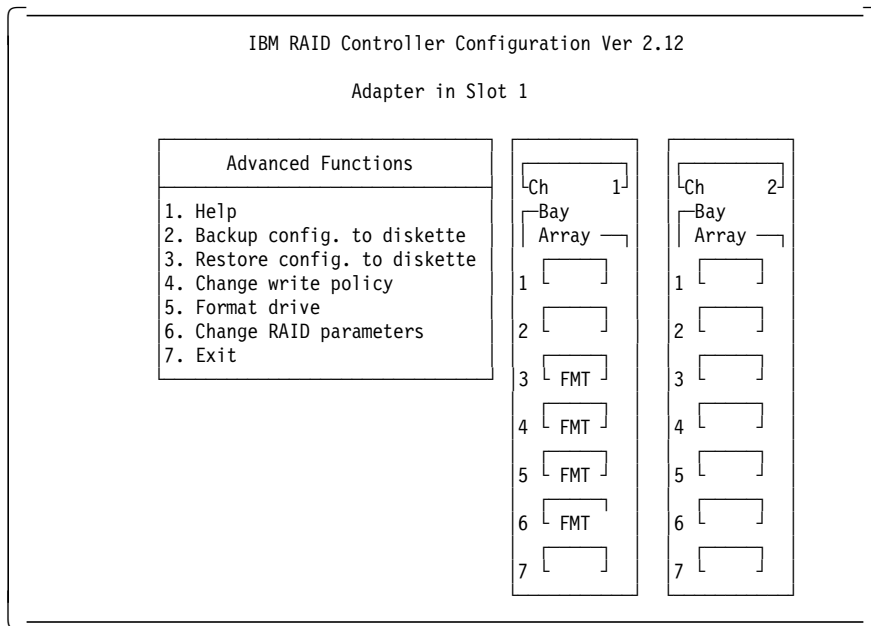 IBM RAID Controller Configuration Ver 2.12
Adapter in Slot 1
Advanced Functions
1. Help
2. Backup config. to diskette
3. Restore config. to diskette
4. Change write policy
5. Format drive
6. Change RAID parameters
7. Exit
Ch 1
Bay
Array
1
2
3 FMT
4 FMT
5 FMT
6 FMT
7
Ch 2
Bay
Array
1
2
3
4
5
6
7